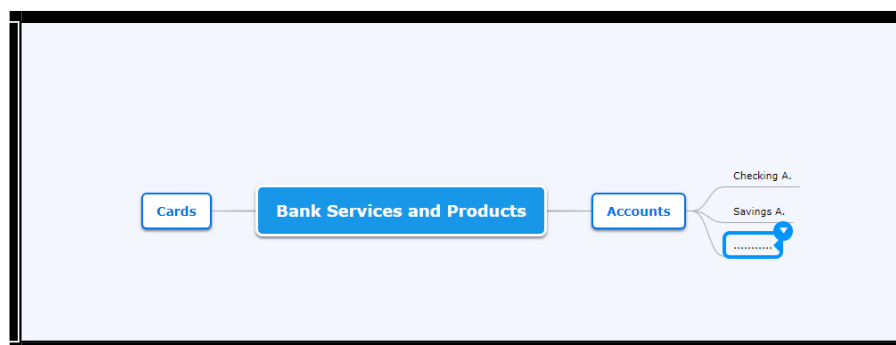 Cards
Bank Services and Products
Accounts
Checking A.
Savings A.
...........